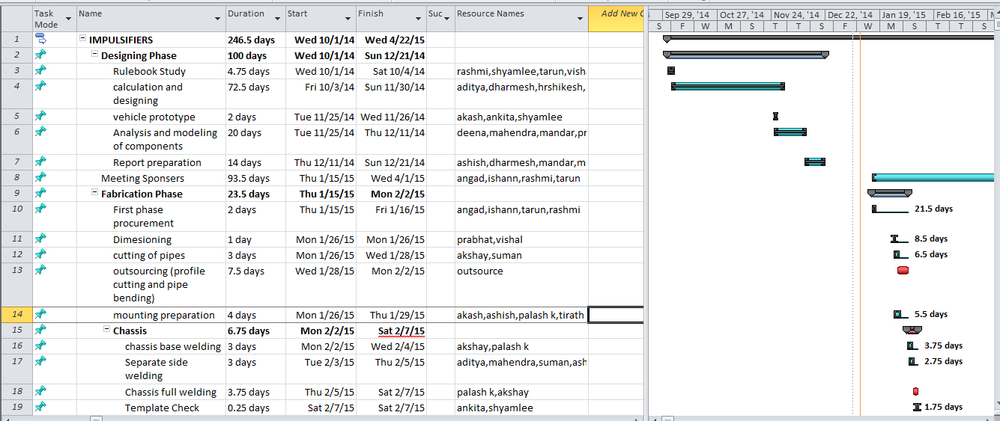 Task Mode Name Duration Start Finish Suc Resource Names Add New C
Sep 29, '14 Oct 27, '14 Nov 24, '14 Dec 22, '14 Jan 19, '15 Feb 16, '15 M
S F W T T S F W M T T S
1 IMPULSIFIERS 246.5 days Wed 10/1/14 Wed 4/22/15
2 Designing Phase 100 days Wed 10/1/14 Sun 12/21/14
3 Rulebook Study 4.75 days Wed 10/1/14 Sat 10/4/14 rashmi,shyamlee,tarun,vish
4 calculation and designing 72.5 days Fri 10/3/14 Sun 11/30/14 aditya,dharmesh,hrshikesh,
5 vehicle prototype 2 days Tue 11/25/14 Wed 11/26/14 akash,ankita,shyamlee
6 Analysis and modeling of components 20 days Tue 11/25/14 Thu 12/11/14 deena,mahendra,mandar,pr
7 Report preparation 14 days Thu 12/11/14 Sun 12/21/14 ashish,dharmesh,mandar,m
8 Meeting Sponsers 93.5 days Thu 1/15/15 Wed 4/1/15 angad,ishann,rashmi,tarun
9 Fabrication Phase 23.5 days Thu 1/15/15 Mon 2/2/15
10 First phase procurement 2 days Thu 1/15/15 Fri 1/16/15 angad,ishann,tarun,rashmi 21.5 days
11 Dimesioning 1 day Mon 1/26/15 Mon 1/26/15 prabhat,vishal 8.5 days
12 cutting of pipes 3 days Mon 1/26/15 Wed 1/28/15 akshay,suman 6.5 days
13 outsourcing (profile cutting and pipe bending) 7.5 days Wed 1/28/15 Mon 2/2/15 outsource
14 mounting preparation 4 days Mon 1/26/15 Thu 1/29/15 akash,ashish,palash k,tirath 5.5 days
15 Chassis 6.75 days Mon 2/2/15 Sat 2/7/15
16 chassis base welding 3 days Mon 2/2/15 Wed 2/4/15 akshay,palash k 3.75 days
17 Separate side welding 3 days Tue 2/3/15 Thu 2/5/15 aditya,mahendra,suman,ash 2.75 days
18 Chassis full welding 3.75 days Thu 2/5/15 Sat 2/7/15 palash k,akshay
19 Template Check 0.25 days Sat 2/7/15 Sat 2/7/15 ankita,shyamlee 1.75 days